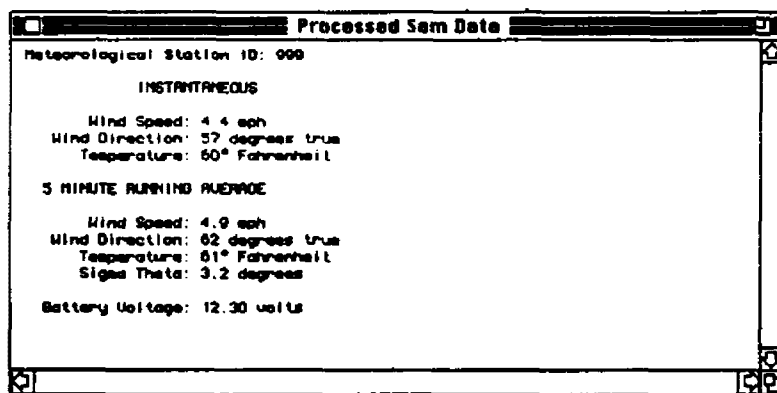 Processed Sam Data
Meteorological Station ID: 999
INSTANTANEOUS
Wind Speed: 4.4 mph
Wind Direction: 57 degrees true
Temperature: 60° Fahrenheit
5 MINUTE RUNNING AVERAGE
Wind Speed: 4.9 mph
Wind Direction: 62 degrees true
Temperature: 61° Fahrenheit
Sigma Theta: 3.2 degrees
Battery Voltage: 12.30 volts